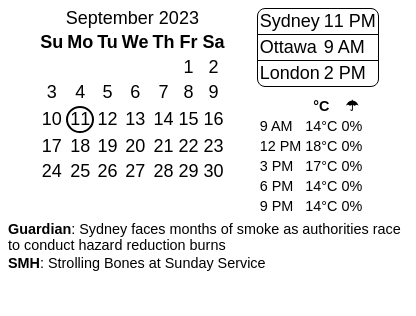 September 2023
Su Mo Tu We Th Fr Sa
1 2
3 4 5 6 7 8 9
10 11 12 13 14 15 16
17 18 19 20 21 22 23
24 25 26 27 28 29 30
Sydney 11 PM
Ottawa 9 AM
London 2 PM
°C ☂
9 AM 14°C 0%
12 PM 18°C 0%
3 PM 17°C 0%
6 PM 14°C 0%
9 PM 14°C 0%
Guardian: Sydney faces months of smoke as authorities race
to conduct hazard reduction burns
SMH: Strolling Bones at Sunday Service